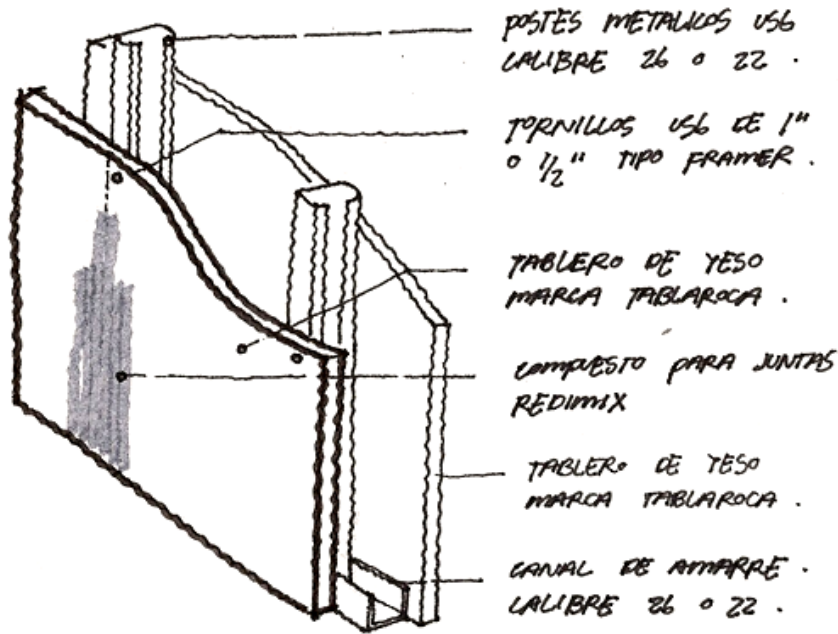 POSTES METALICOS USG
CALIBRE 26 o 22 .
TORNILLOS USG DE 1"
o 1/2" TIPO FRAMER .
TABLERO DE YESO
MARCA TABLAROCA .
COMPUESTO PARA JUNTAS
REDIMIX
TABLERO DE YESO
MARCA TABLAROCA .
CANAL DE AMARRE .
CALIBRE 26 o 22 .